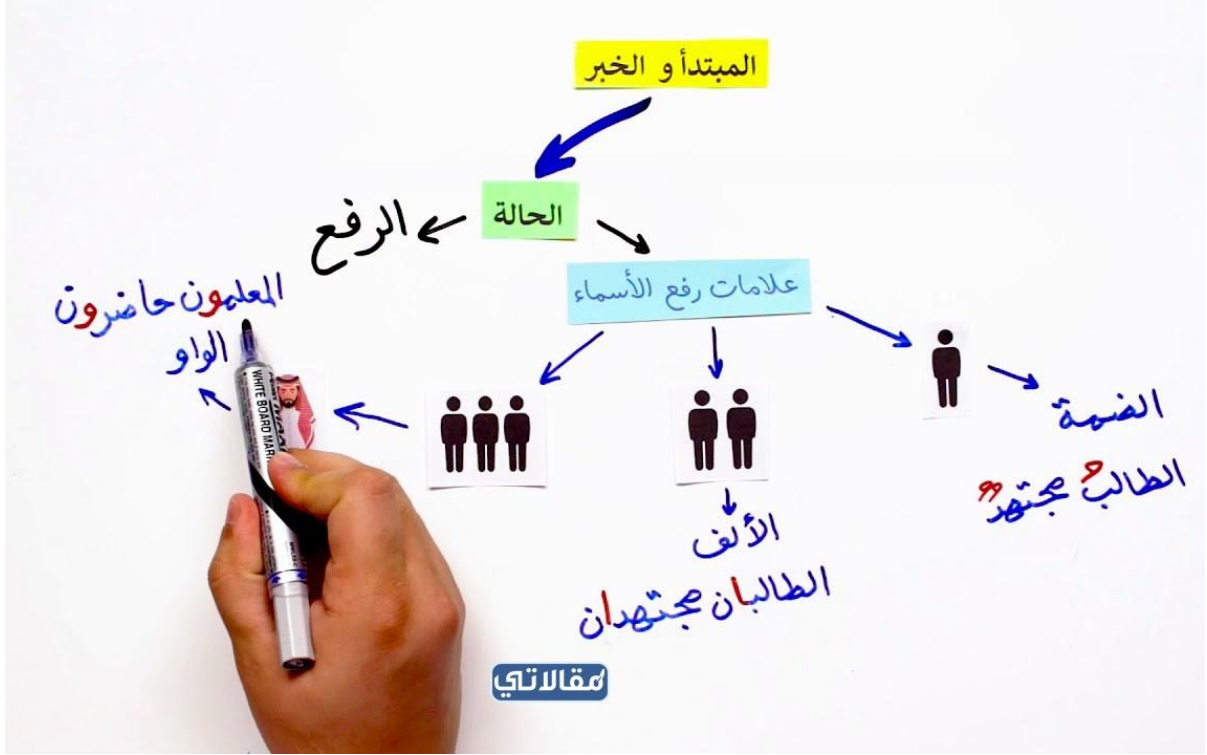 المبتدأ و الخبر
الحالة
الرفع
علامات رفع الأسماء
الضمة
الطالبُ مجتهدٌ
الألف
الطالبان مجتهدان
المعلمون حاضرون
الواو
WHITE BOARD
مقالاتي